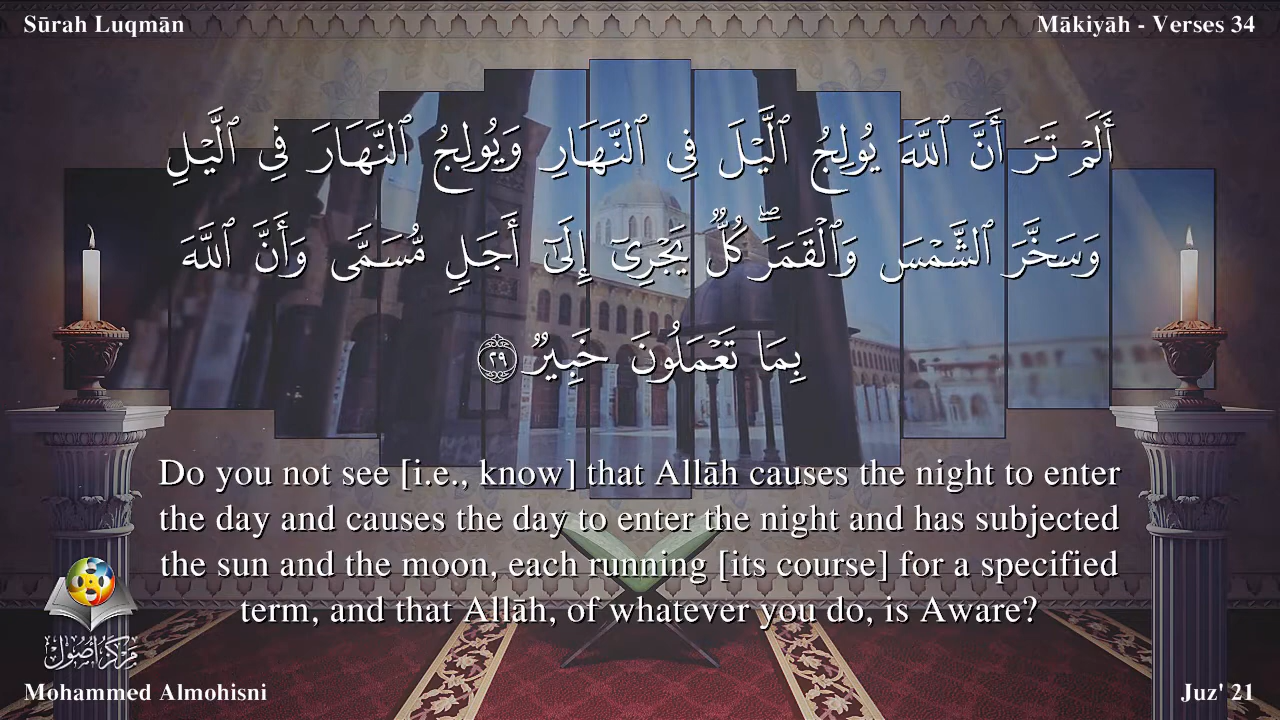 Sūrah Luqmān
Mākiyāh - Verses 34
أَلَمۡ تَرَ أَنَّ ٱللَّهَ يُولِجُ ٱلَّيۡلَ فِي ٱلنَّهَارِ وَيُولِجُ ٱلنَّهَارَ فِي ٱلَّيۡلِ
وَسَخَّرَ ٱلشَّمۡسَ وَٱلۡقَمَرَۖ كُلّٞ يَجۡرِيٓ إِلَىٰٓ أَجَلٖ مُّسَمّٗى وَأَنَّ ٱللَّهَ
بِمَا تَعۡمَلُونَ خَبِيرٞ ٢٩
Do you not see [i.e., know] that Allāh causes the night to enter
the day and causes the day to enter the night and has subjected
the sun and the moon, each running [its course] for a specified
term, and that Allāh, of whatever you do, is Aware?
مركز أصول
Mohammed Almohisni
Juz' 21